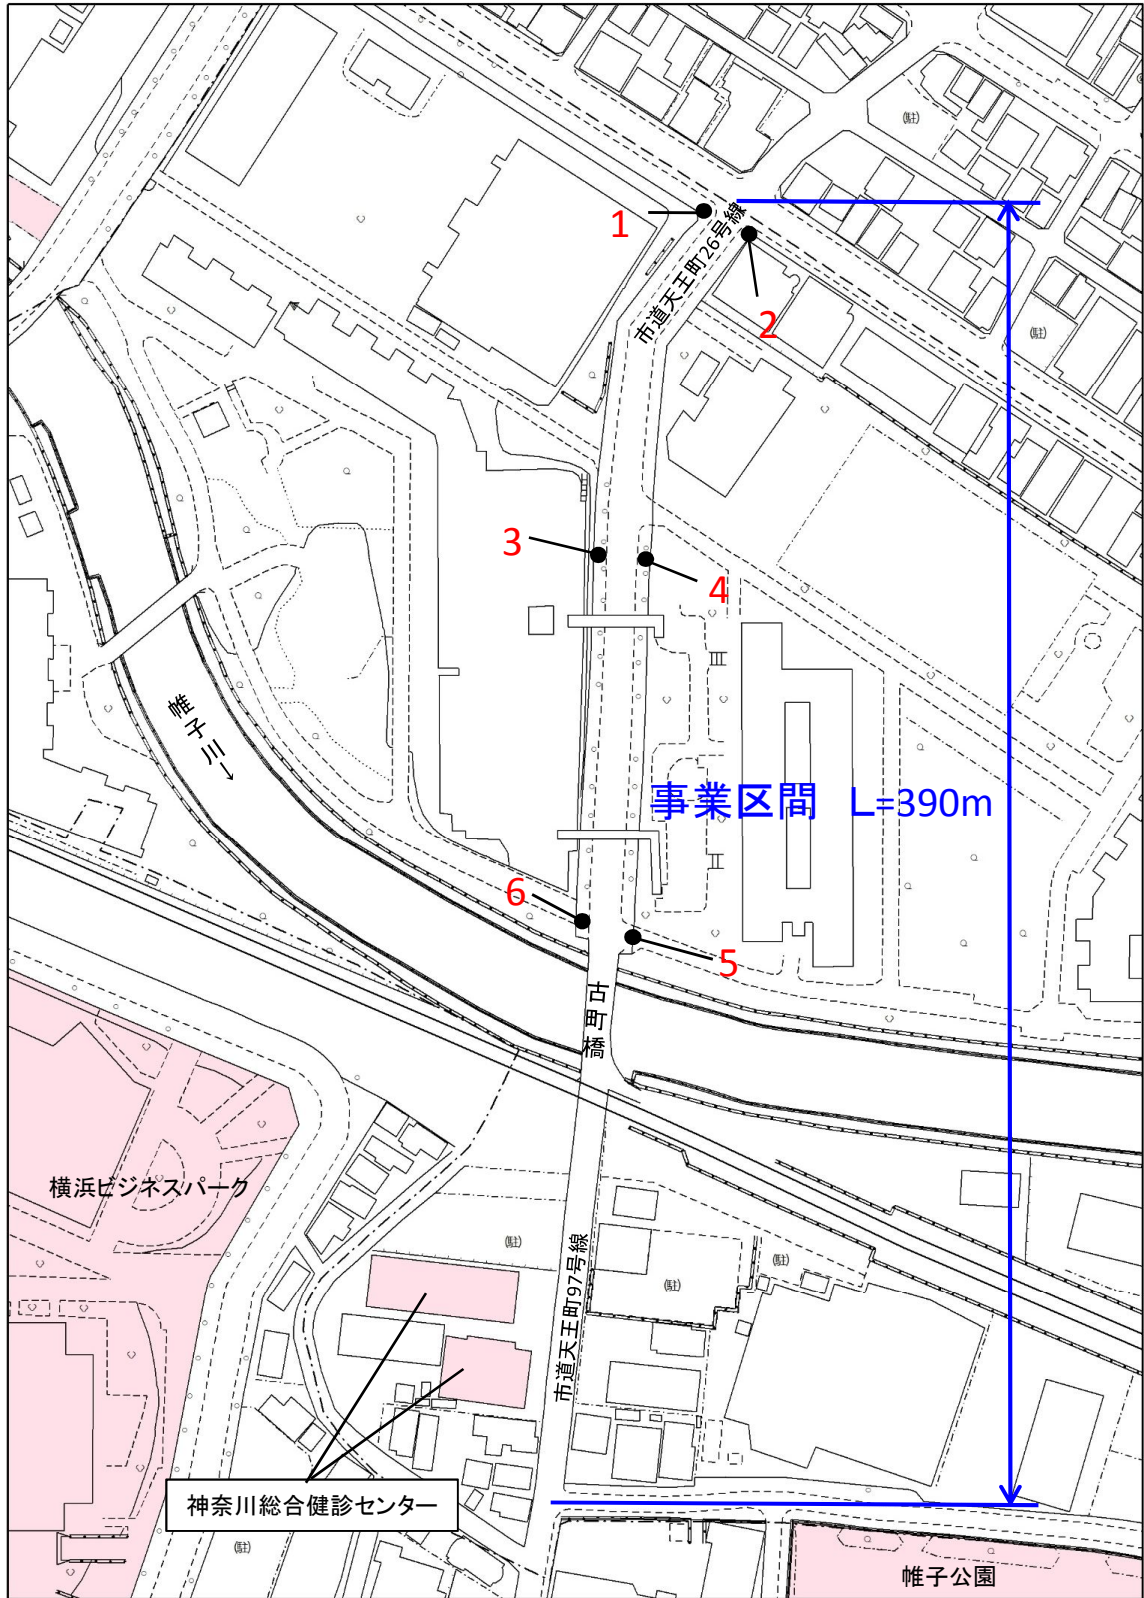 (駐)
1
市道天王町26号線
2
(駐)
3
4
帷子川→
事業区間 L=390m
6
5
古町橋
横浜ビジネスパーク
(駐)
(駐)
(駐)
市道天王町97号線
神奈川総合健診センター
(駐)
帷子公園